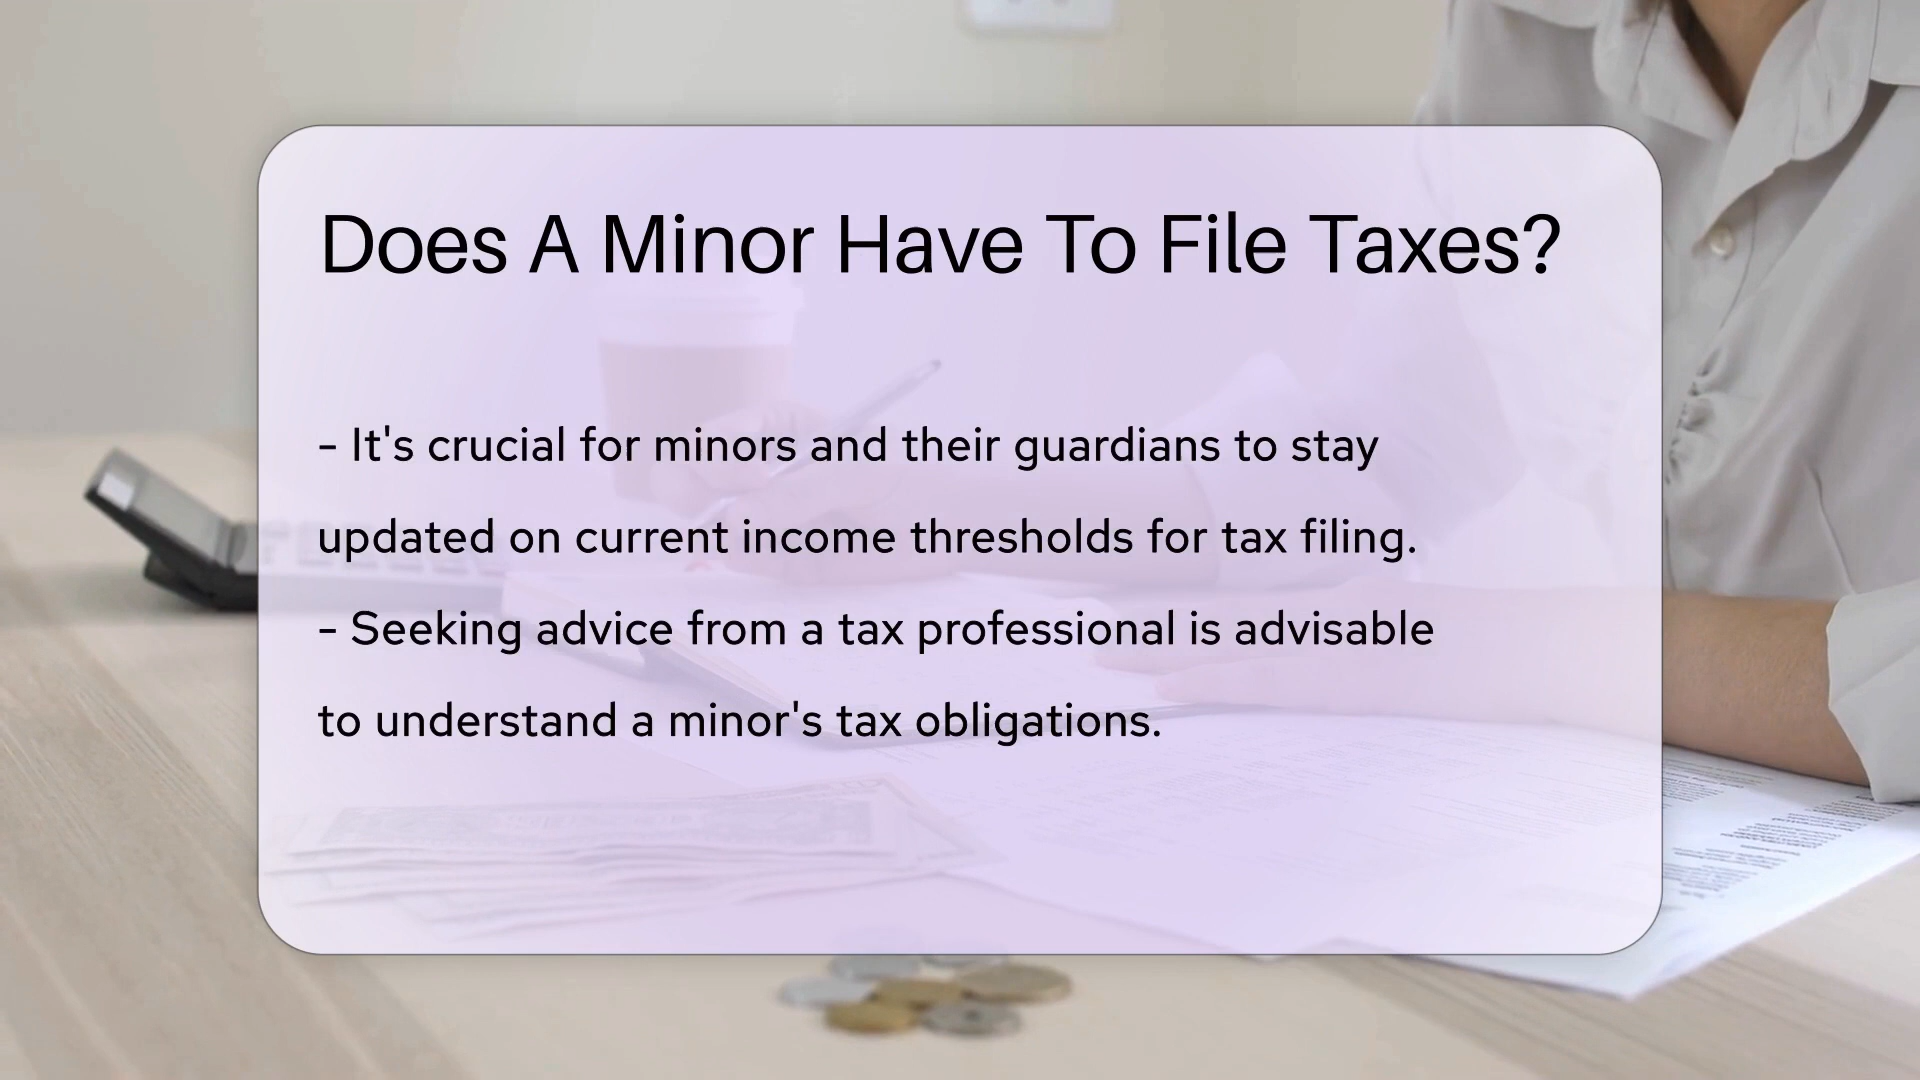 Does A Minor Have To File Taxes?
- It's crucial for minors and their guardians to stay
updated on current income thresholds for tax filing.
- Seeking advice from a tax professional is advisable
to understand a minor's tax obligations.